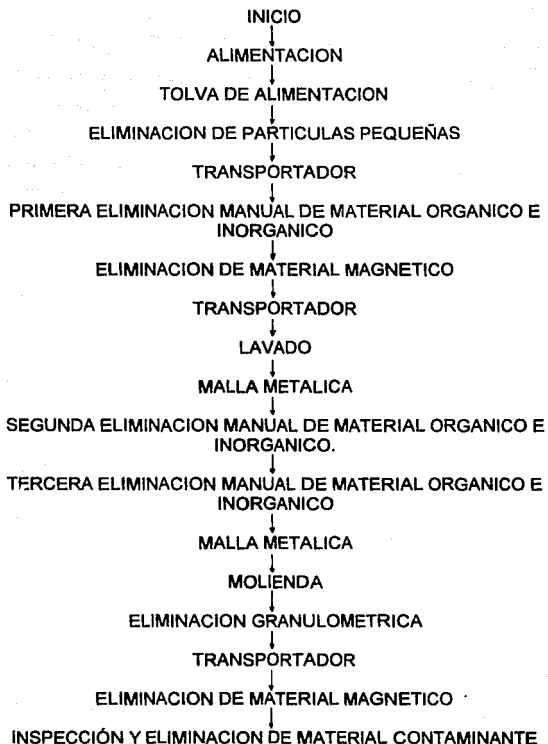 INICIO
ALIMENTACION
TOLVA DE ALIMENTACION
ELIMINACION DE PARTICULAS PEQUEÑAS
TRANSPORTADOR
PRIMERA ELIMINACION MANUAL DE MATERIAL ORGANICO E
INORGANICO
ELIMINACION DE MATERIAL MAGNETICO
TRANSPORTADOR
LAVADO
MALLA METALICA
SEGUNDA ELIMINACION MANUAL DE MATERIAL ORGANICO E
INORGANICO.
TERCERA ELIMINACION MANUAL DE MATERIAL ORGANICO E
INORGANICO
MALLA METALICA
MOLIENDA
ELIMINACION GRANULOMETRICA
TRANSPORTADOR
ELIMINACION DE MATERIAL MAGNETICO
INSPECCIÓN Y ELIMINACION DE MATERIAL CONTAMINANTE